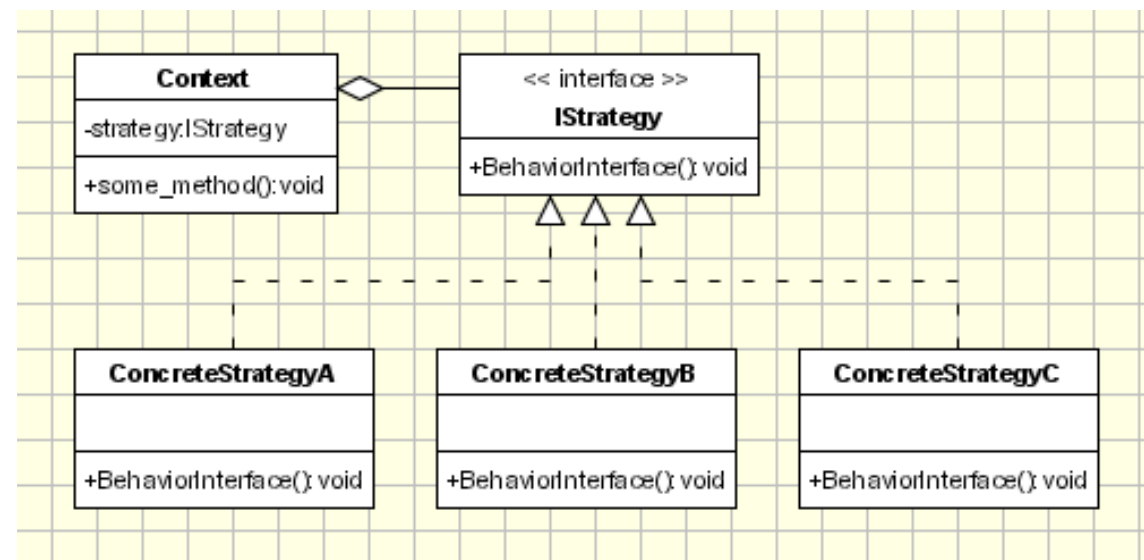 Context
-strategy:IStrategy
+some_method():void
<< interface >>
IStrategy
+BehaviorInterface(): void
ConcreteStrategyA
+BehaviorInterface(): void
ConcreteStrategyB
+BehaviorInterface(): void
ConcreteStrategyC
+BehaviorInterface(): void